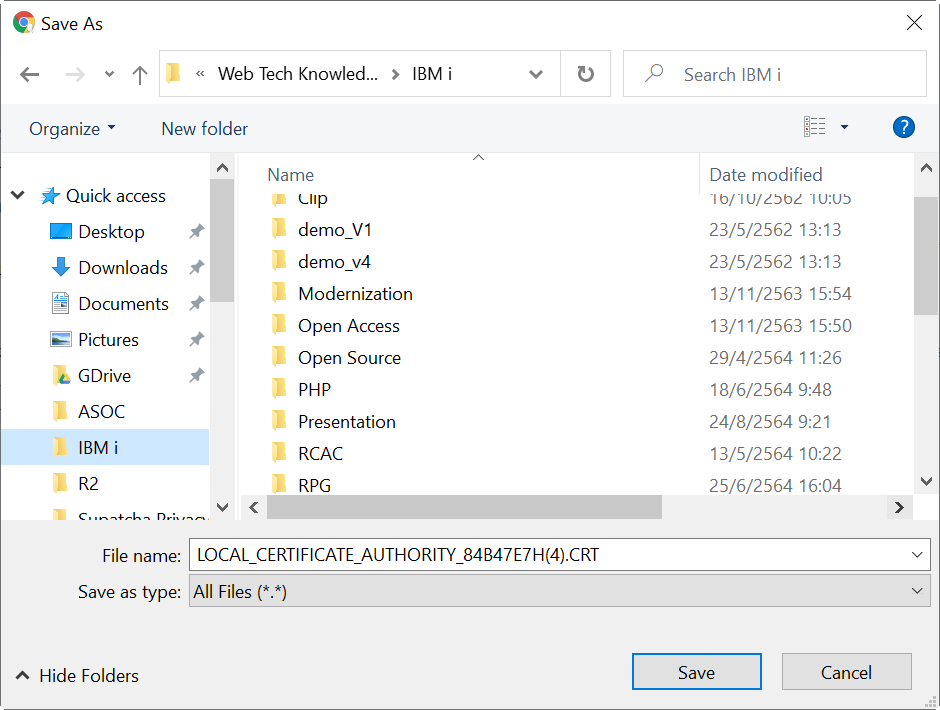 Save As
« Web Tech Knowled... > IBM i
Search IBM i
Organize
New folder
?
Name
Date modified
Quick access
Desktop
Downloads
Documents
Pictures
GDrive
ASOC
IBM i
R2
Supatcha Privacy
Clip 16/10/2562 10:05
demo_V1 23/5/2562 13:13
demo_v4 23/5/2562 13:13
Modernization 13/11/2563 15:54
Open Access 13/11/2563 15:50
Open Source 29/4/2564 11:26
PHP 18/6/2564 9:48
Presentation 24/8/2564 9:21
RCAC 13/5/2564 10:22
RPG 25/6/2564 16:04
File name: LOCAL_CERTIFICATE_AUTHORITY_84B47E7H(4).CRT
Save as type: All Files (*.*)
Hide Folders
Save
Cancel